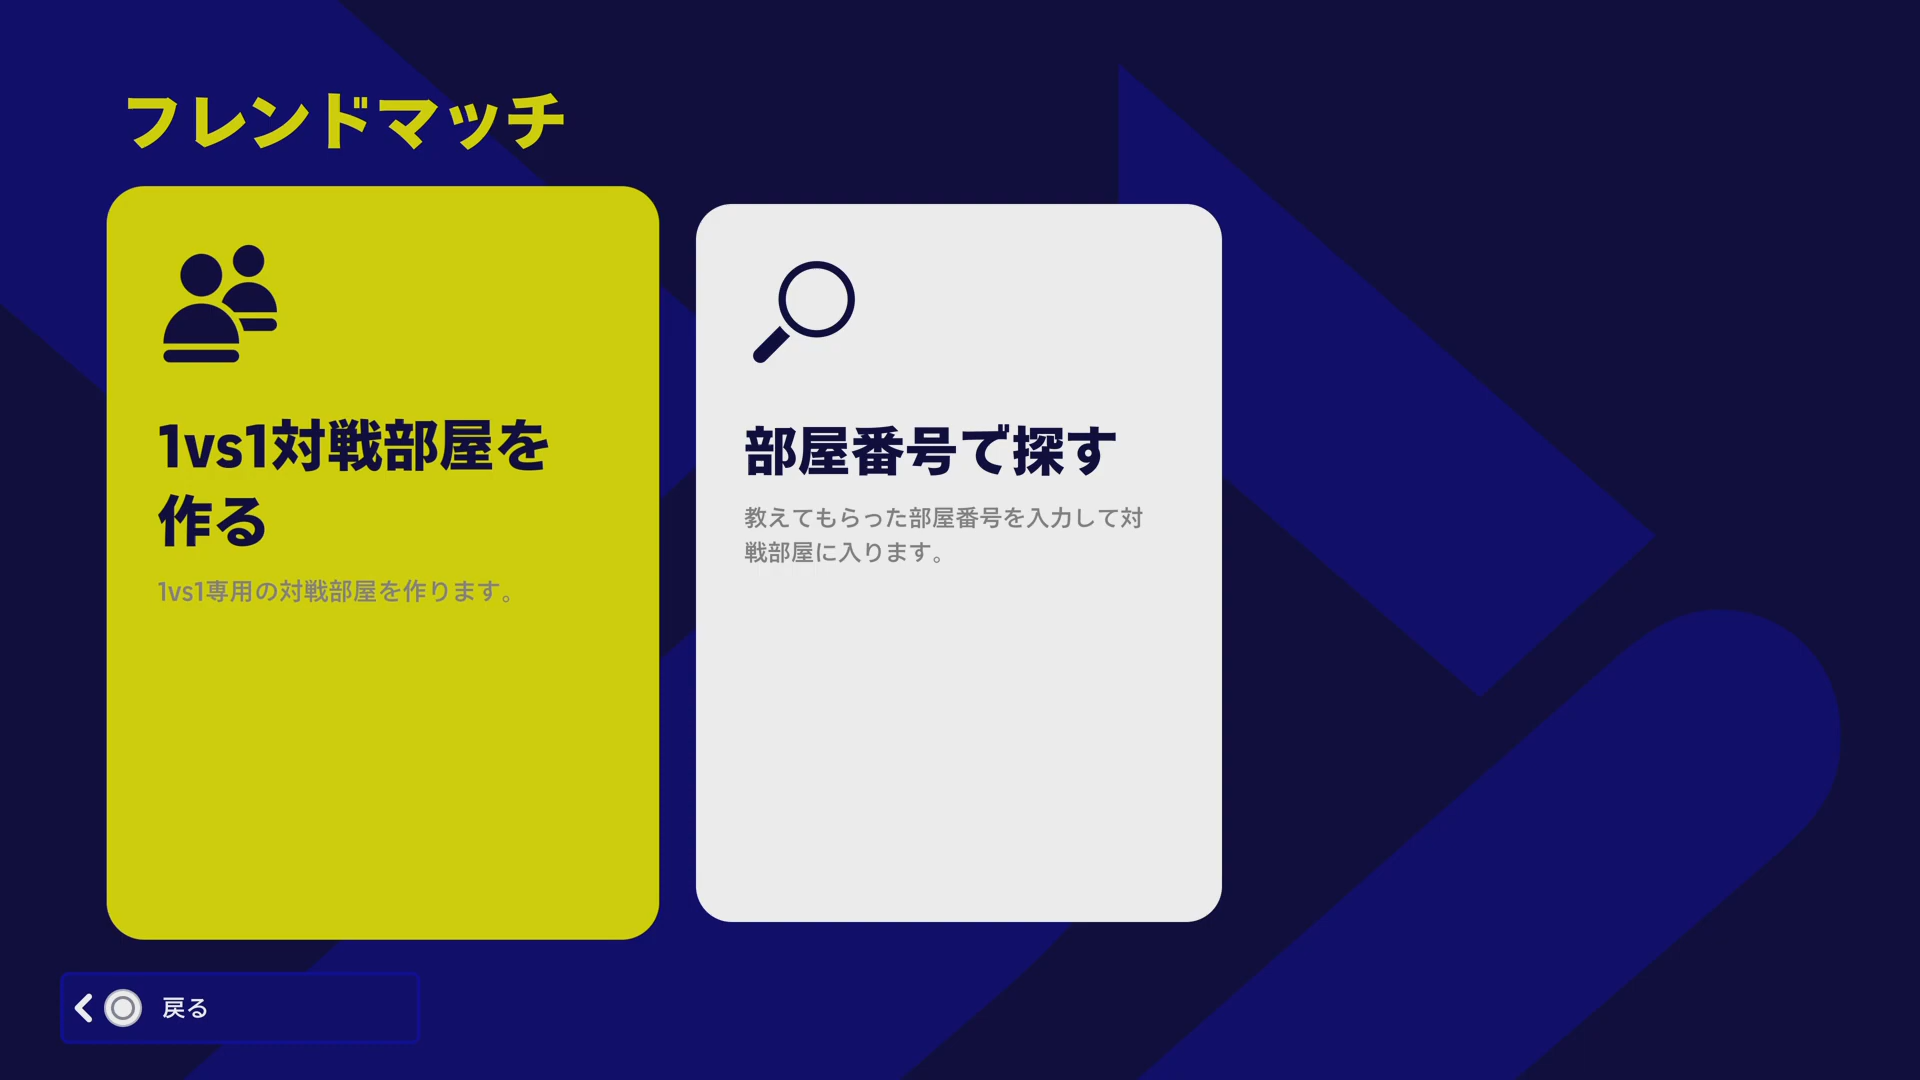 フレンドマッチ
1vs1対戦部屋を
作る
1vs1専用の対戦部屋を作ります。
部屋番号で探す
教えてもらった部屋番号を入力して対
戦部屋に入ります。
戻る